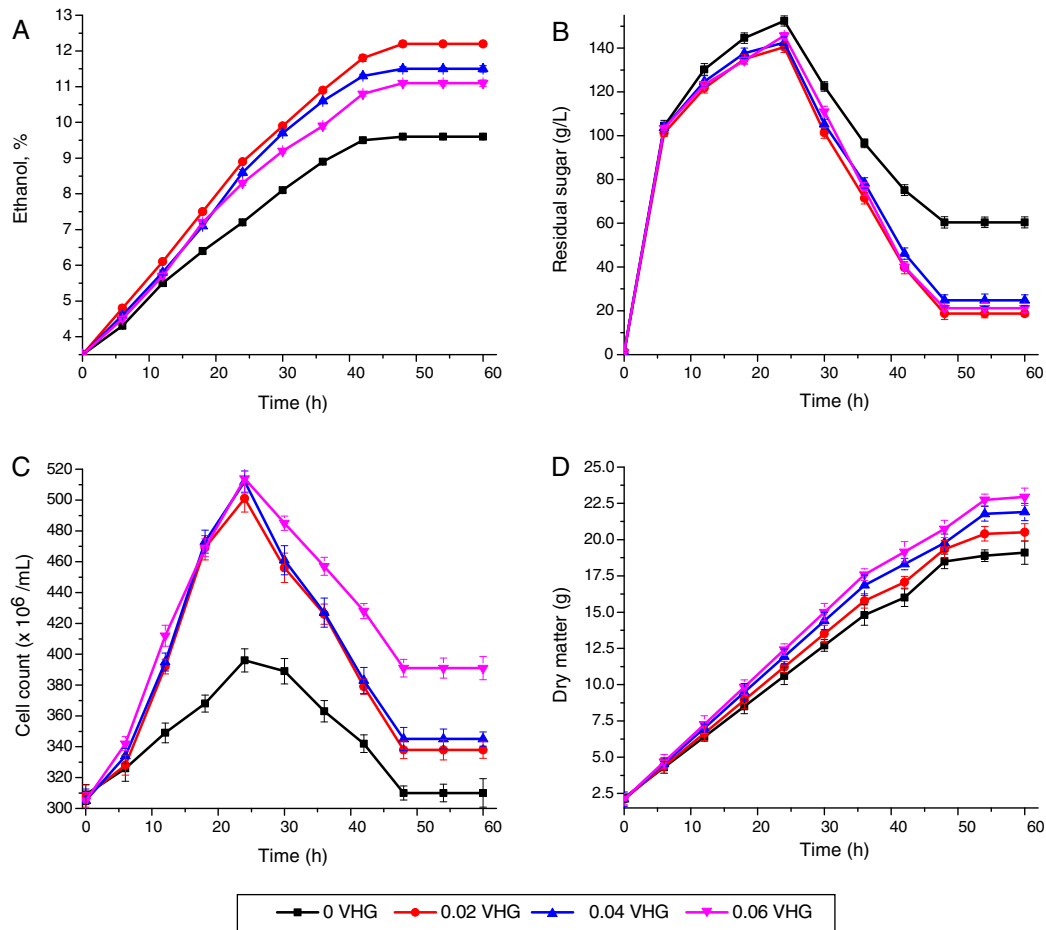 A
Ethanol, %
13
12
11
10
9
8
7
6
5
4
0 10 20 30 40 50 60
Time (h)
B
Residual sugar (g/L)
140
120
100
80
60
40
20
0
0 10 20 30 40 50 60
Time (h)
C
Cell count (x 10⁶ /mL)
520
500
480
460
440
420
400
380
360
340
320
300
0 10 20 30 40 50 60
Time (h)
D
Dry matter (g)
25.0
22.5
20.0
17.5
15.0
12.5
10.0
7.5
5.0
2.5
0 10 20 30 40 50 60
Time (h)
0 VHG 0.02 VHG 0.04 VHG 0.06 VHG